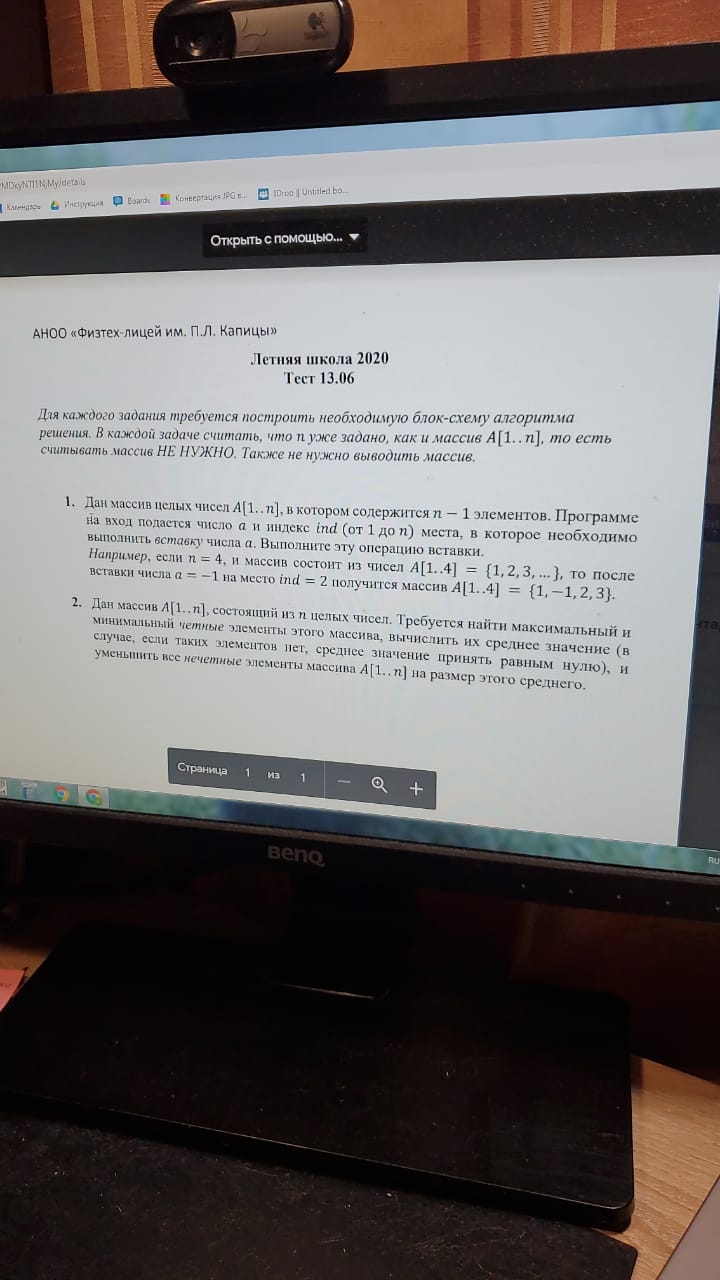 MDkyNTI1NjMy/details
Календарь Инструкция Boards Конвертация JPG в... IDroo || Untitled bo...
Открыть с помощью...
АНОО «Физтех-лицей им. П.Л. Капицы»
Летняя школа 2020
Тест 13.06
Для каждого задания требуется построить необходимую блок-схему алгоритма
решения. В каждой задаче считать, что n уже задано, как и массив A[1..n], то есть
считывать массив НЕ НУЖНО. Также не нужно выводить массив.
1. Дан массив целых чисел A[1..n], в котором содержится n − 1 элементов. Программе
на вход подается число a и индекс ind (от 1 до n) места, в которое необходимо
выполнить вставку числа a. Выполните эту операцию вставки.
Например, если n = 4, и массив состоит из чисел A[1..4] = {1, 2, 3, ...}, то после
вставки числа a = −1 на место ind = 2 получится массив A[1..4] = {1, −1, 2, 3}.
2. Дан массив A[1..n], состоящий из n целых чисел. Требуется найти максимальный и
минимальный четные элементы этого массива, вычислить их среднее значение (в
случае, если таких элементов нет, среднее значение принять равным нулю), и
уменьшить все нечетные элементы массива A[1..n] на размер этого среднего.
Страница 1 из 1
RU
BenQ